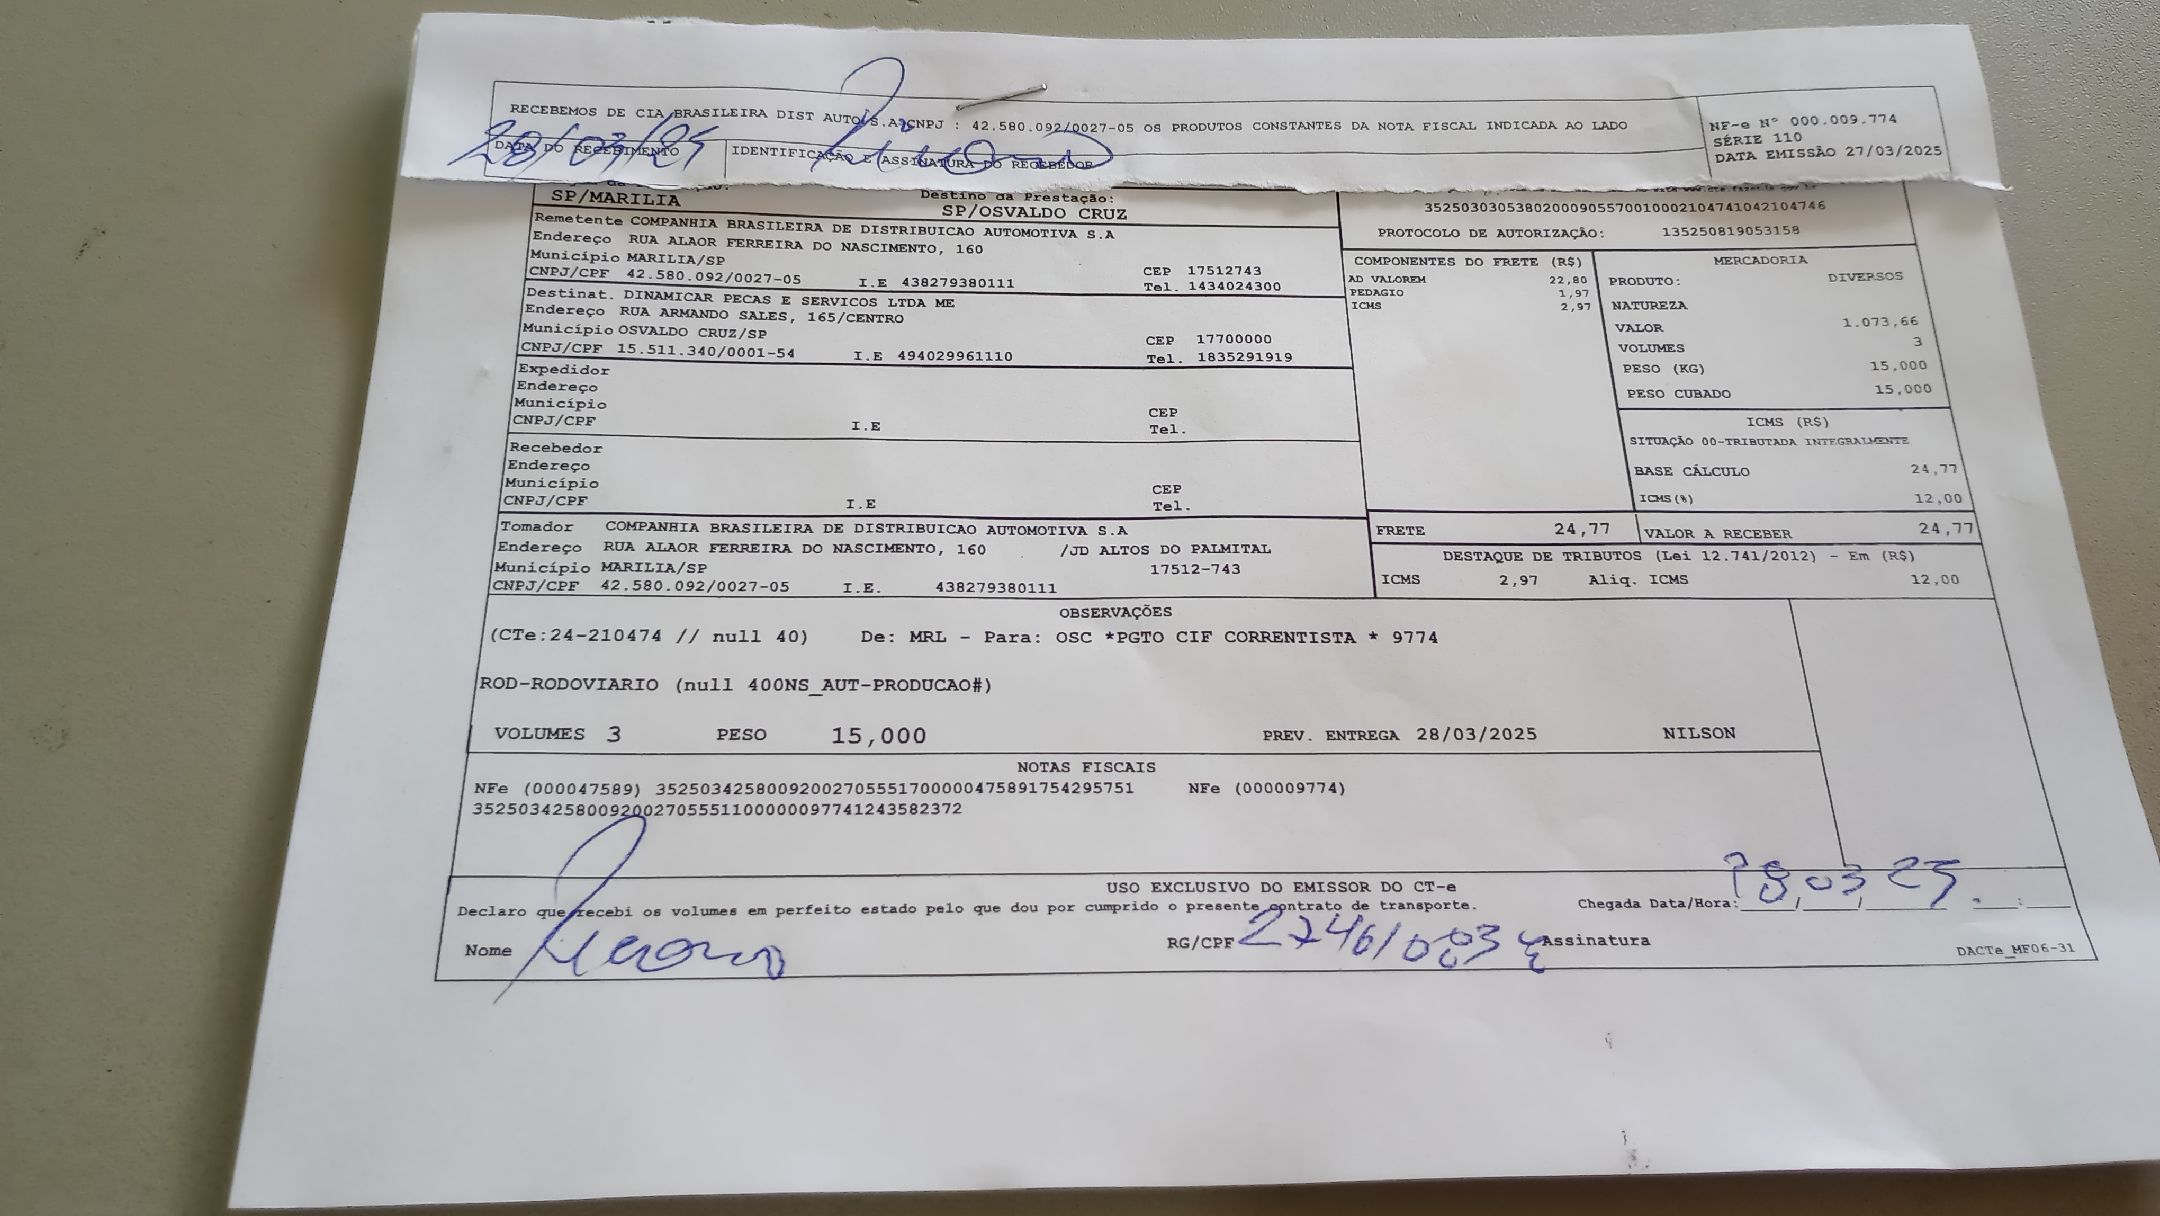 RECEBEMOS DE CIA BRASILEIRA DIST AUTO S.A CNPJ : 42.580.092/0027-05 OS PRODUTOS CONSTANTES DA NOTA FISCAL INDICADA AO LADO
NF-e N° 000.009.774
SÉRIE 110
DATA EMISSÃO 27/03/2025
28/03/25
DATA DO RECEBIMENTO
IDENTIFICAÇÃO E ASSINATURA DO RECEBEDOR
Destino da Prestação:
SP/MARILIA
SP/OSVALDO CRUZ
Remetente COMPANHIA BRASILEIRA DE DISTRIBUICAO AUTOMOTIVA S.A
Endereço RUA ALAOR FERREIRA DO NASCIMENTO, 160
Município MARILIA/SP CEP 17512743
CNPJ/CPF 42.580.092/0027-05 I.E 438279380111 Tel. 1434024300
Destinat. DINAMICAR PECAS E SERVICOS LTDA ME
Endereço RUA ARMANDO SALES, 165/CENTRO
Município OSVALDO CRUZ/SP CEP 17700000
CNPJ/CPF 15.511.340/0001-54 I.E 494029961110 Tel. 1835291919
Expedidor
Endereço
Município CEP
CNPJ/CPF I.E Tel.
Recebedor
Endereço
Município CEP
CNPJ/CPF I.E Tel.
Tomador COMPANHIA BRASILEIRA DE DISTRIBUICAO AUTOMOTIVA S.A
Endereço RUA ALAOR FERREIRA DO NASCIMENTO, 160 /JD ALTOS DO PALMITAL
Município MARILIA/SP 17512-743
CNPJ/CPF 42.580.092/0027-05 I.E. 438279380111
35250303053802000905570010002104741042104746
PROTOCOLO DE AUTORIZAÇÃO: 135250819053158
COMPONENTES DO FRETE (R$)
AD VALOREM 22,80
PEDAGIO 1,97
ICMS 2,97
MERCADORIA
PRODUTO: DIVERSOS
NATUREZA
VALOR 1.073,66
VOLUMES 3
PESO (KG) 15,000
PESO CUBADO 15,000
ICMS (R$)
SITUAÇÃO 00-TRIBUTADA INTEGRALMENTE
BASE CÁLCULO 24,77
ICMS(%) 12,00
FRETE 24,77 VALOR A RECEBER 24,77
DESTAQUE DE TRIBUTOS (Lei 12.741/2012) - Em (R$)
ICMS 2,97 Aliq. ICMS 12,00
OBSERVAÇÕES
(CTe:24-210474 // null 40) De: MRL - Para: OSC *PGTO CIF CORRENTISTA * 9774
ROD-RODOVIARIO (null 400NS_AUT-PRODUCAO#)
VOLUMES 3 PESO 15,000 PREV. ENTREGA 28/03/2025 NILSON
NOTAS FISCAIS
NFe (000047589) 35250342580092002705551700000475891754295751 NFe (000009774)
35250342580092002705551100000097741243582372
USO EXCLUSIVO DO EMISSOR DO CT-e
Declaro que recebi os volumes em perfeito estado pelo que dou por cumprido o presente contrato de transporte.
Chegada Data/Hora: 28 / 03 / 25 :
Nome
RG/CPF
Assinatura
DACTe_MF06-31